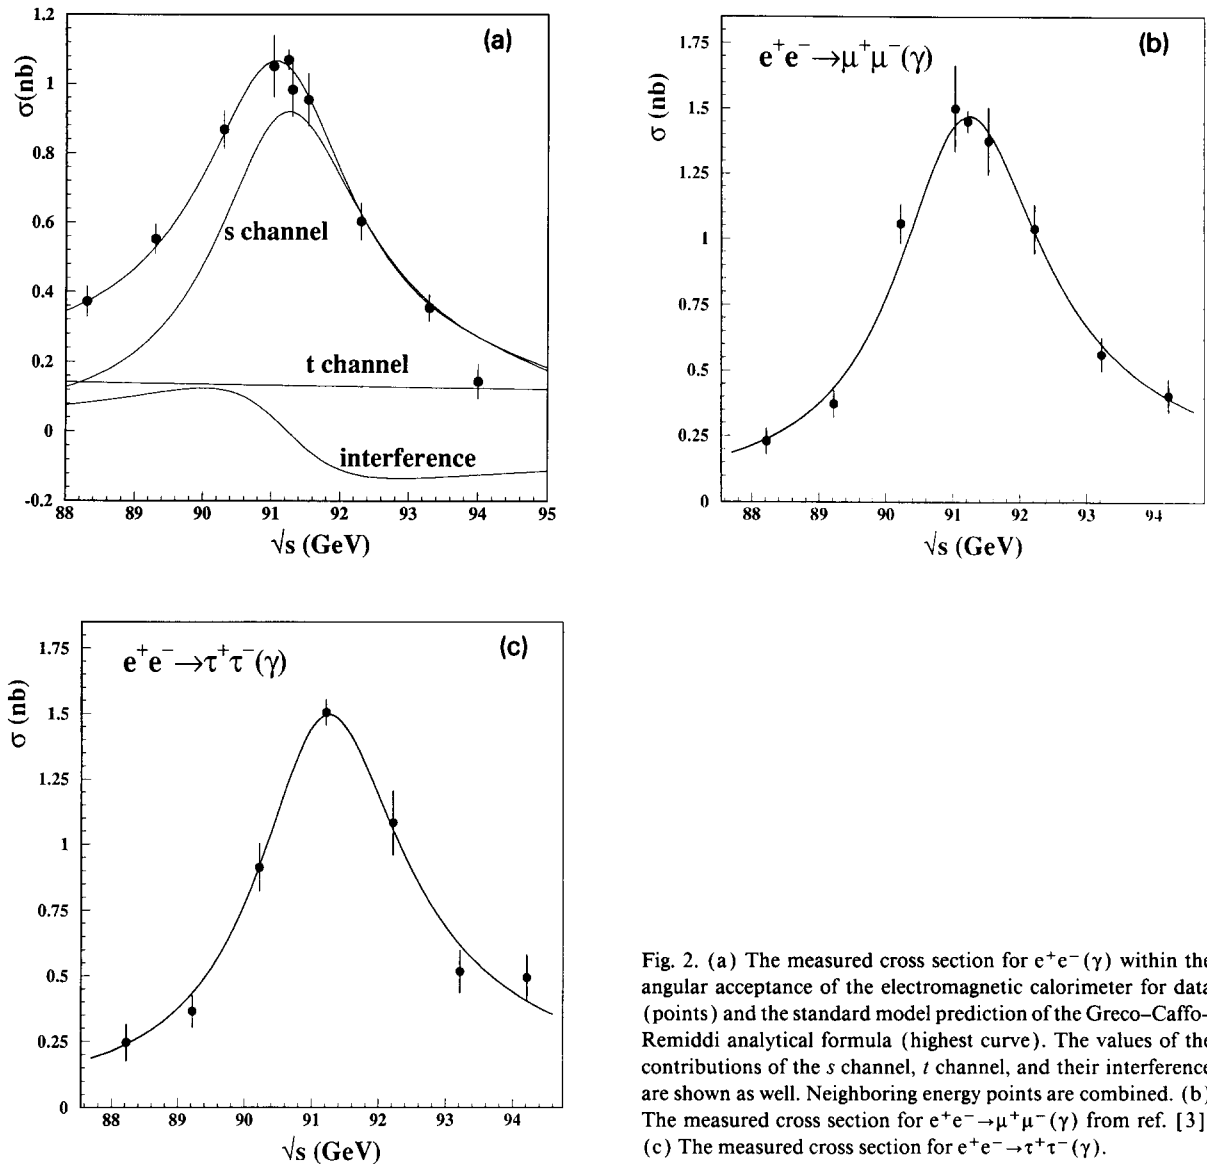 (a)
σ(nb)
1.2
1
0.8
0.6
0.4
0.2
0
-0.2
s channel
t channel
interference
88 89 90 91 92 93 94 95
√s (GeV)
(b)
e⁺e⁻→μ⁺μ⁻(γ)
σ (nb)
1.75
1.5
1.25
1
0.75
0.5
0.25
0
88 89 90 91 92 93 94
√s (GeV)
(c)
e⁺e⁻→τ⁺τ⁻(γ)
σ (nb)
1.75
1.5
1.25
1
0.75
0.5
0.25
0
88 89 90 91 92 93 94
√s (GeV)
Fig. 2. (a) The measured cross section for e⁺e⁻(γ) within the
angular acceptance of the electromagnetic calorimeter for data
(points) and the standard model prediction of the Greco–Caffo–
Remiddi analytical formula (highest curve). The values of the
contributions of the s channel, t channel, and their interference
are shown as well. Neighboring energy points are combined. (b)
The measured cross section for e⁺e⁻→μ⁺μ⁻(γ) from ref. [3]
(c) The measured cross section for e⁺e⁻→τ⁺τ⁻(γ).